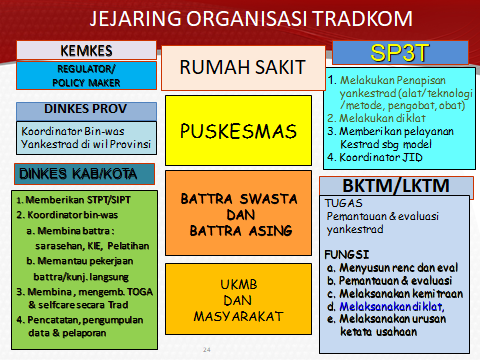 JEJARING ORGANISASI TRADKOM
KEMKES
REGULATOR/
POLICY MAKER
DINKES PROV
Koordinator Bin-was
Yankestrad di wil Provinsi
DINKES KAB/KOTA
1. Memberikan STPT/SIPT
2. Koordinator bin-was
a. Membina battra :
sarasehan, KIE, Pelatihan
b. Memantau pekerjaan
battra/kunj. langsung
3. Membina , mengemb. TOGA
& selfcare secara Trad
4. Pencatatan, pengumpulan
data & pelaporan
RUMAH SAKIT
PUSKESMAS
BATTRA SWASTA
DAN
BATTRA ASING
UKMB
DAN
MASYARAKAT
SP3T
1. Melakukan Penapisan
yankestrad (alat/teknologi
/metode, pengobat, obat)
2. Melakukan diklat
3. Memberikan pelayanan
Kestrad sbg model
4. Koordinator JID
BKTM/LKTM
TUGAS
Pemantauan & evaluasi
yankestrad
FUNGSI
a. Menyusun renc dan eval
b. Pemantauan & evaluasi
c. Melaksanakan kemitraan
d. Melaksanakan diklat,
e. Melaksanakan urusan
ketata usahaan
24